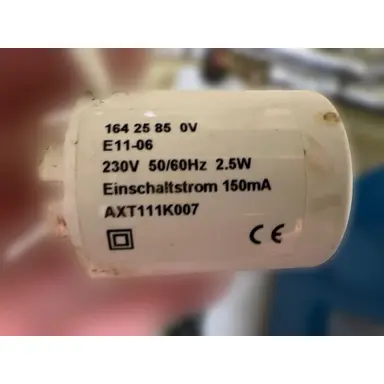 164 25 85 0V
E11-06
230V 50/60Hz 2.5W
Einschaltstrom 150mA
AXT111K007
CE